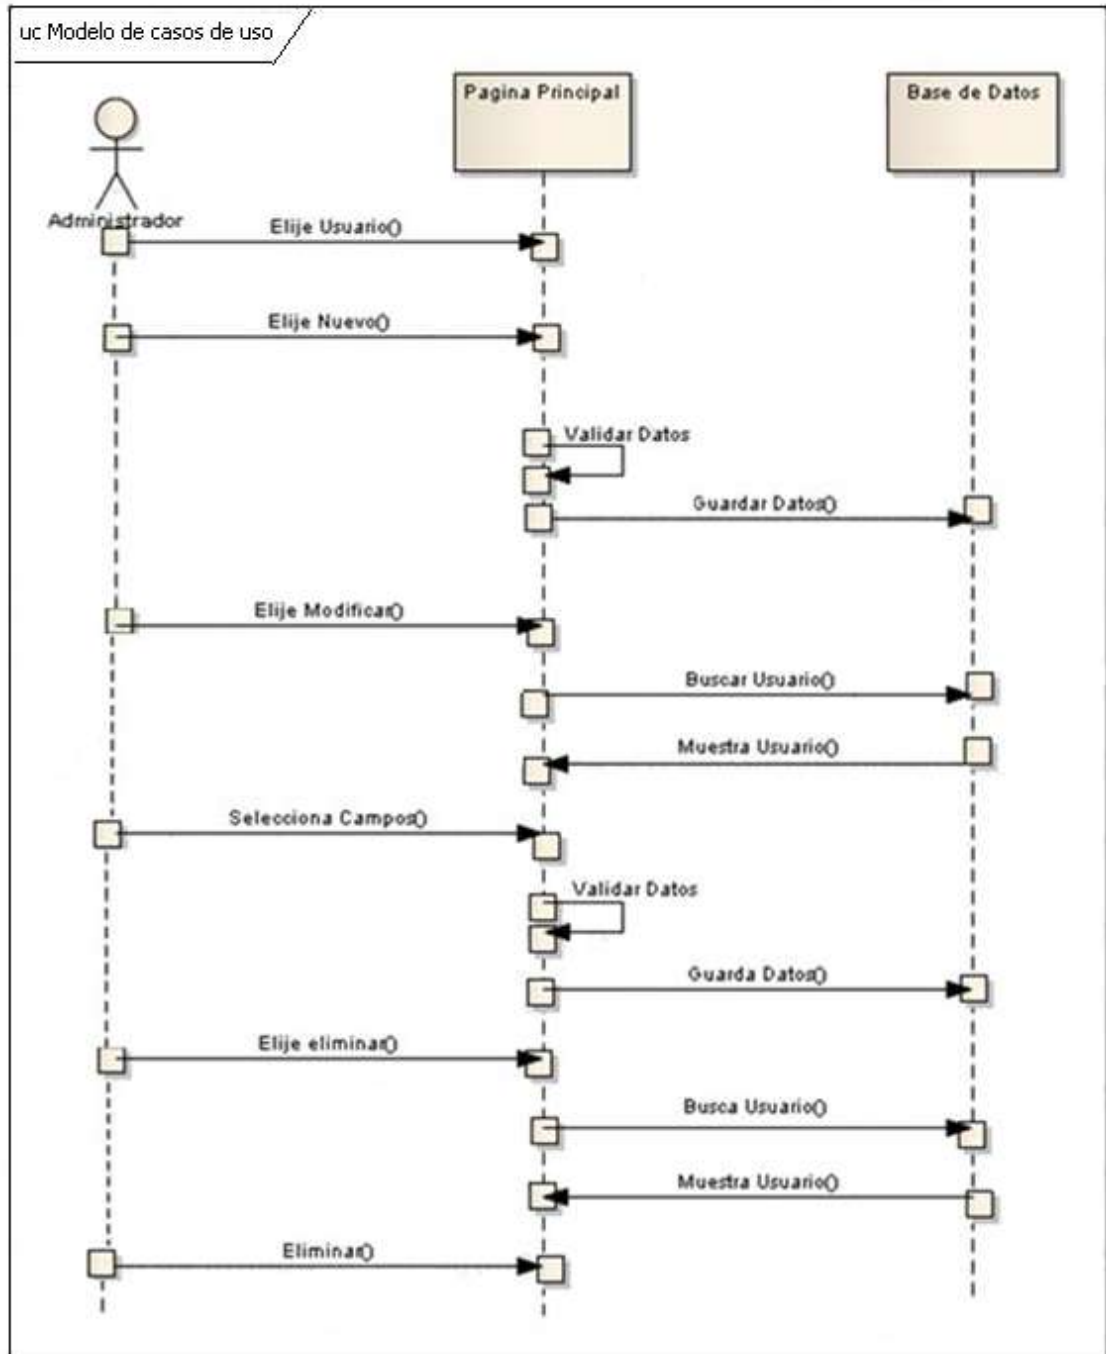 uc Modelo de casos de uso
Pagina Principal
Base de Datos
Administrador
Elije Usuario()
Elije Nuevo()
Validar Datos
Guardar Datos()
Elije Modificar()
Buscar Usuario()
Muestra Usuario()
Selecciona Campos()
Validar Datos
Guarda Datos()
Elije eliminar()
Busca Usuario()
Muestra Usuario()
Eliminar()